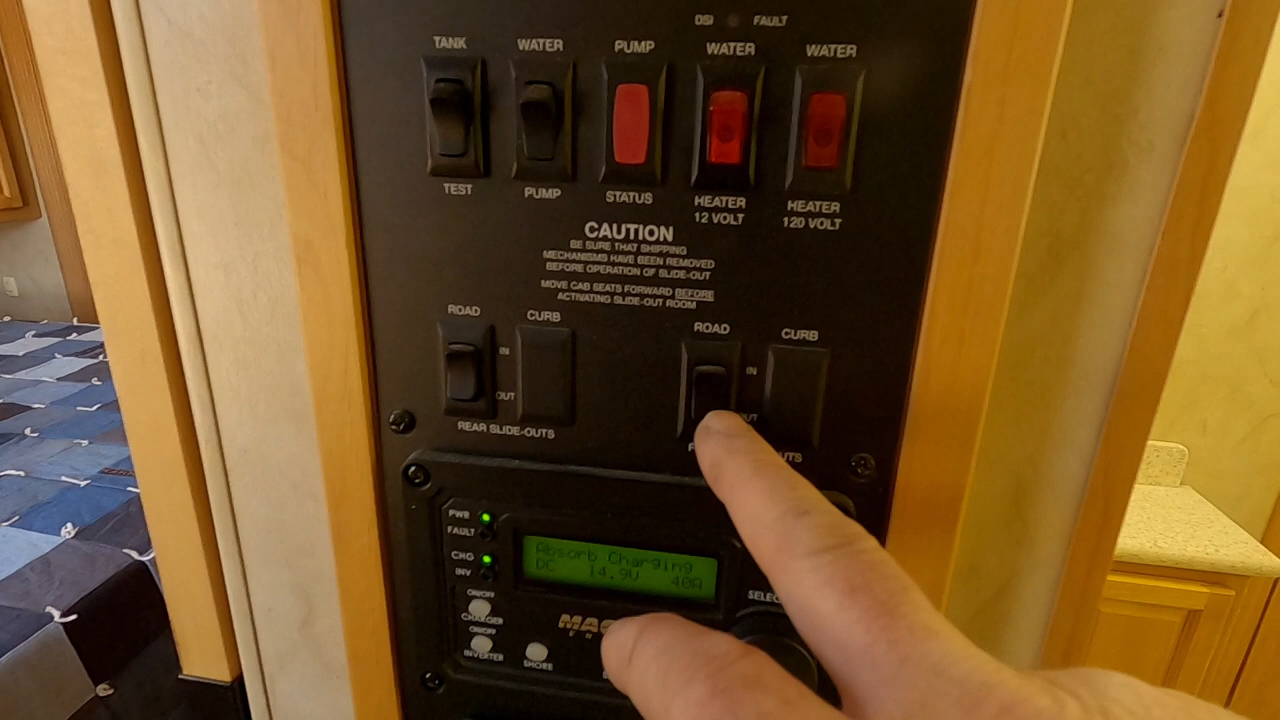 DSI FAULT
TANK WATER PUMP WATER WATER
TEST PUMP STATUS HEATER HEATER
12 VOLT 120 VOLT
CAUTION
BE SURE THAT SHIPPING
MECHANISMS HAVE BEEN REMOVED
BEFORE OPERATION OF SLIDE-OUT
MOVE CAB SEATS FORWARD BEFORE
ACTIVATING SLIDE-OUT ROOM
ROAD CURB ROAD CURB
IN IN
OUT
REAR SLIDE-OUTS
PWR
FAULT
CHG
INV
Absorb Charging
DC 14.9V 40A
ON/OFF
CHARGER
ON/OFF
INVERTER
SHORE